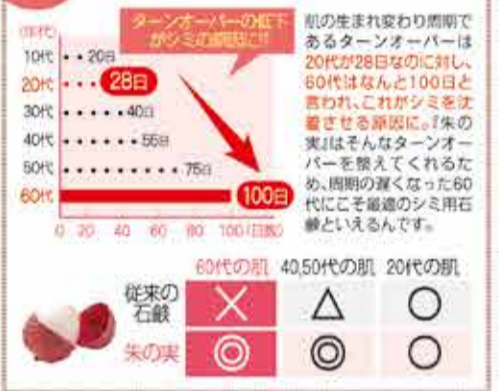 ターンオーバーの低下
がシミの原因に!!
(年代)
10代 20日
20代 28日
30代 40日
40代 55日
50代 75日
60代 100日
0 20 40 60 80 100(日数)
肌の生まれ変わり周期で
あるターンオーバーは
20代が28日なのに対し、
60代はなんと100日と
言われ、これがシミを沈
着させる原因に。『朱の
実』はそんなターンオー
バーを整えてくれるた
め、周期の遅くなった60
代にこそ最適のシミ用石
鹸といえるんです。
60代の肌 40,50代の肌 20代の肌
従来の
石鹸 × △ ○
朱の実 ◎ ◎ ○